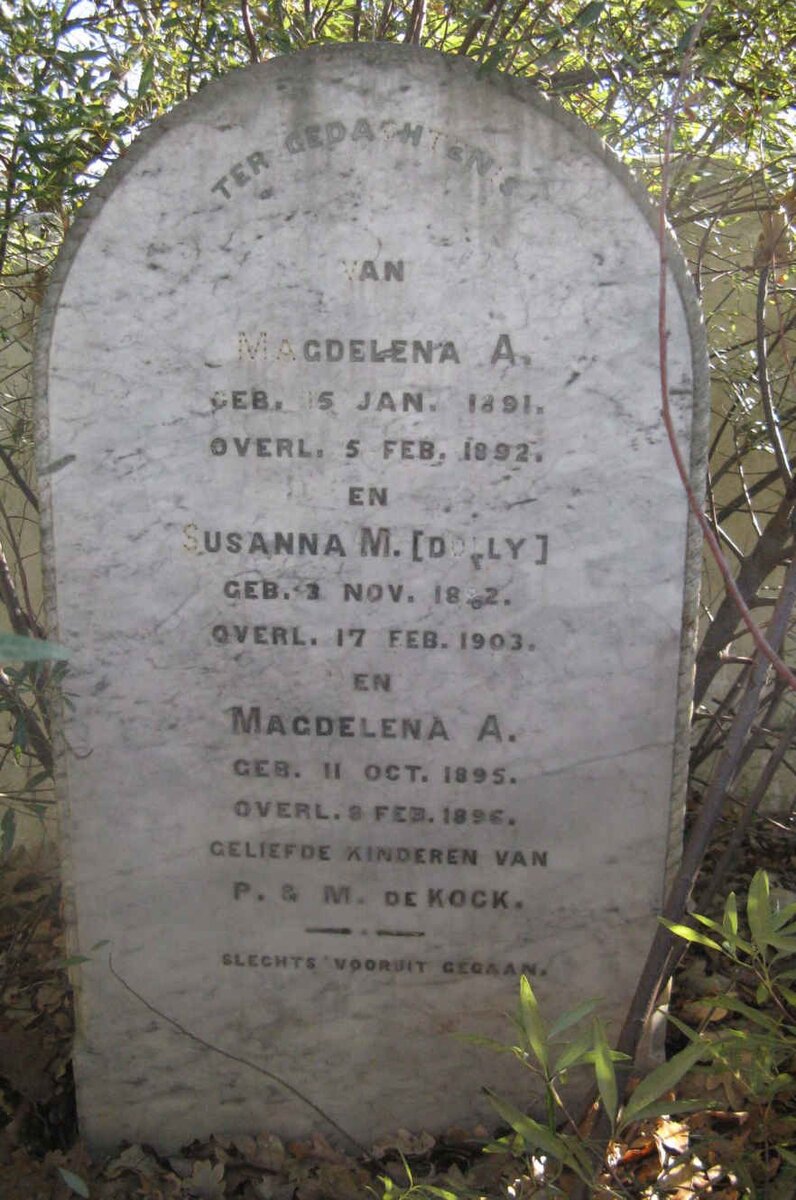 TER GEDACHTENIS
VAN
MAGDELENA A.
GEB. 15 JAN. 1891.
OVERL. 5 FEB. 1892.
EN
SUSANNA M. [DOLLY]
GEB. 3 NOV.
OVERL. 17 FEB. 1903.
EN
MAGDELENA A.
GEB. 11 OCT. 1895.
OVERL. 8 FEB. 1896.
GELIEFDE KINDEREN VAN
P. & M. DE KOCK.
SLECHTS VOORUIT GEGAAN.